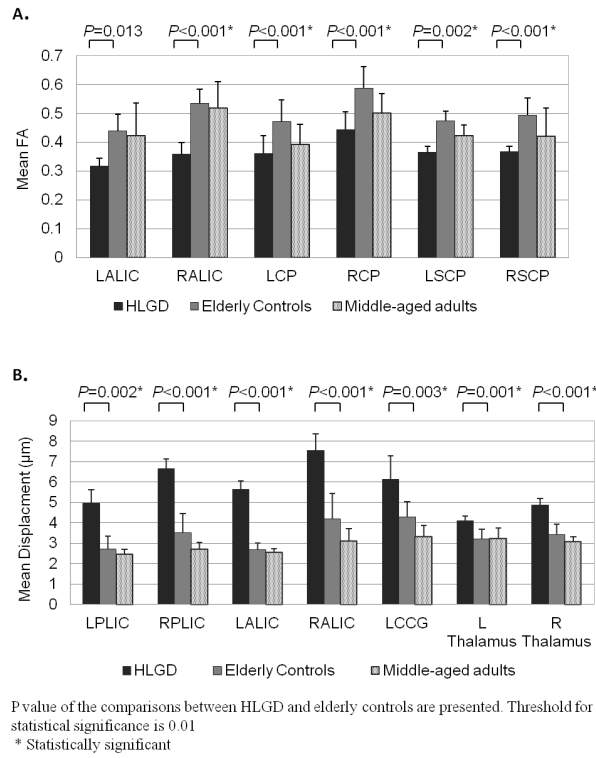 A.
P=0.013 P<0.001* P<0.001* P<0.001* P=0.002* P<0.001*
0.7
0.6
0.5
0.4
0.3
0.2
0.1
0
Mean FA
LALIC RALIC LCP RCP LSCP RSCP
HLGD Elderly Controls Middle-aged adults
B.
P=0.002* P<0.001* P<0.001* P<0.001* P=0.003* P=0.001* P<0.001*
9
8
7
6
5
4
3
2
1
0
Mean Displacment (µm)
LPLIC RPLIC LALIC RALIC LCCG L R
Thalamus Thalamus
HLGD Elderly Controls Middle-aged adults
P value of the comparisons between HLGD and elderly controls are presented. Threshold for
statistical significance is 0.01
* Statistically significant